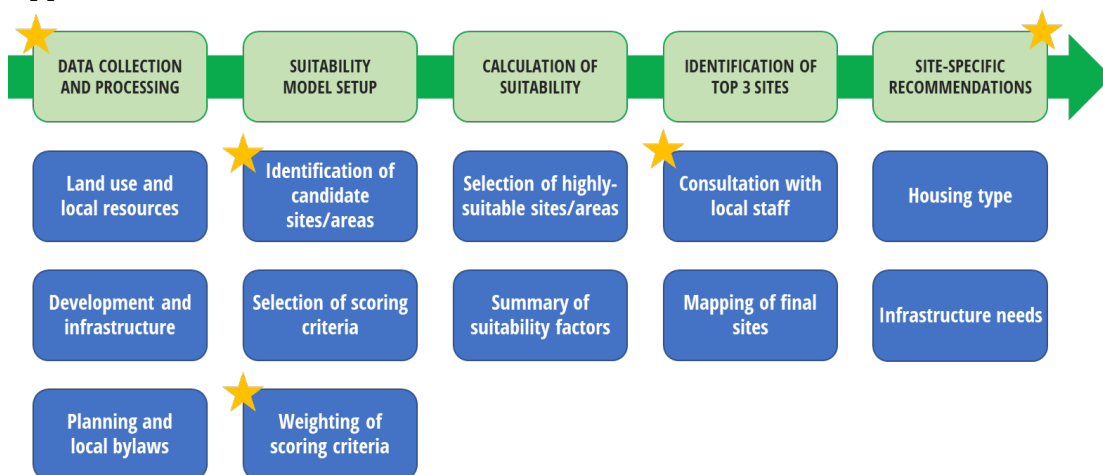 DATA COLLECTION
AND PROCESSING
SUITABILITY
MODEL SETUP
CALCULATION OF
SUITABILITY
IDENTIFICATION OF
TOP 3 SITES
SITE-SPECIFIC
RECOMMENDATIONS
Land use and
local resources
Identification of
candidate
sites/areas
Selection of highly-
suitable sites/areas
Consultation with
local staff
Housing type
Development and
infrastructure
Selection of scoring
criteria
Summary of
suitability factors
Mapping of final
sites
Infrastructure needs
Planning and
local bylaws
Weighting of
scoring criteria